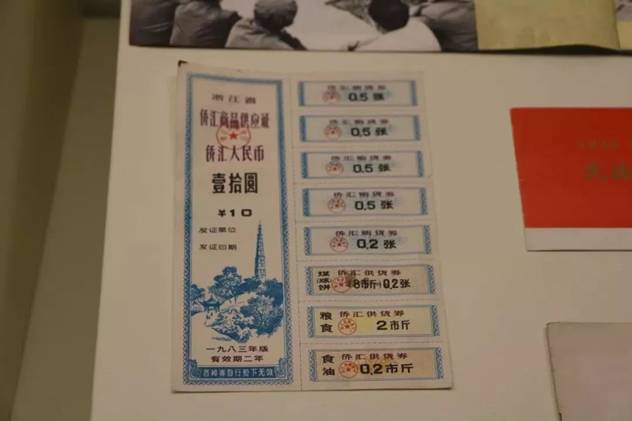 浙江省
侨汇商品供应证
侨汇人民币
壹拾圆
￥10
发证单位
发证日期
一九八三年版
有效期二年
侨汇购货券
0.5 张
侨汇购货券
0.5 张
侨汇购货券
0.5 张
侨汇购货券
0.5 张
侨汇购货券
0.2 张
煤饼 侨汇供货券
(8市斤)0.2张
粮食 侨汇供货券
2 市斤
食油 侨汇供货券
0.2 市斤